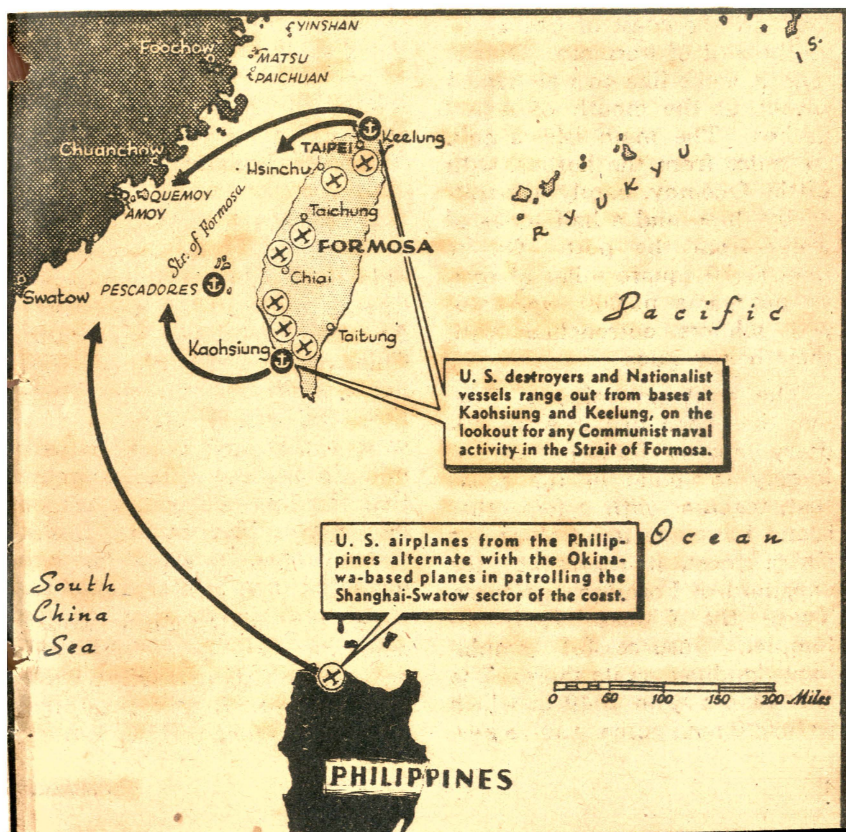 YINSHAN
Foochow
MATSU
PAICHUAN
I S.
Chuanchow
Keelung
TAIPEI
Hsinchu
QUEMOY
AMOY
Str. of Formosa
Taichung
FORMOSA
RYUKYU
Chiai
Swatow
PESCADORES
Pacific
Kaohsiung
Taitung
U. S. destroyers and Nationalist
vessels range out from bases at
Kaohsiung and Keelung, on the
lookout for any Communist naval
activity in the Strait of Formosa.
U. S. airplanes from the Philip-
pines alternate with the Okina-
wa-based planes in patrolling the
Shanghai-Swatow sector of the coast.
Ocean
South
China
Sea
0 50 100 150 200 Miles
PHILIPPINES